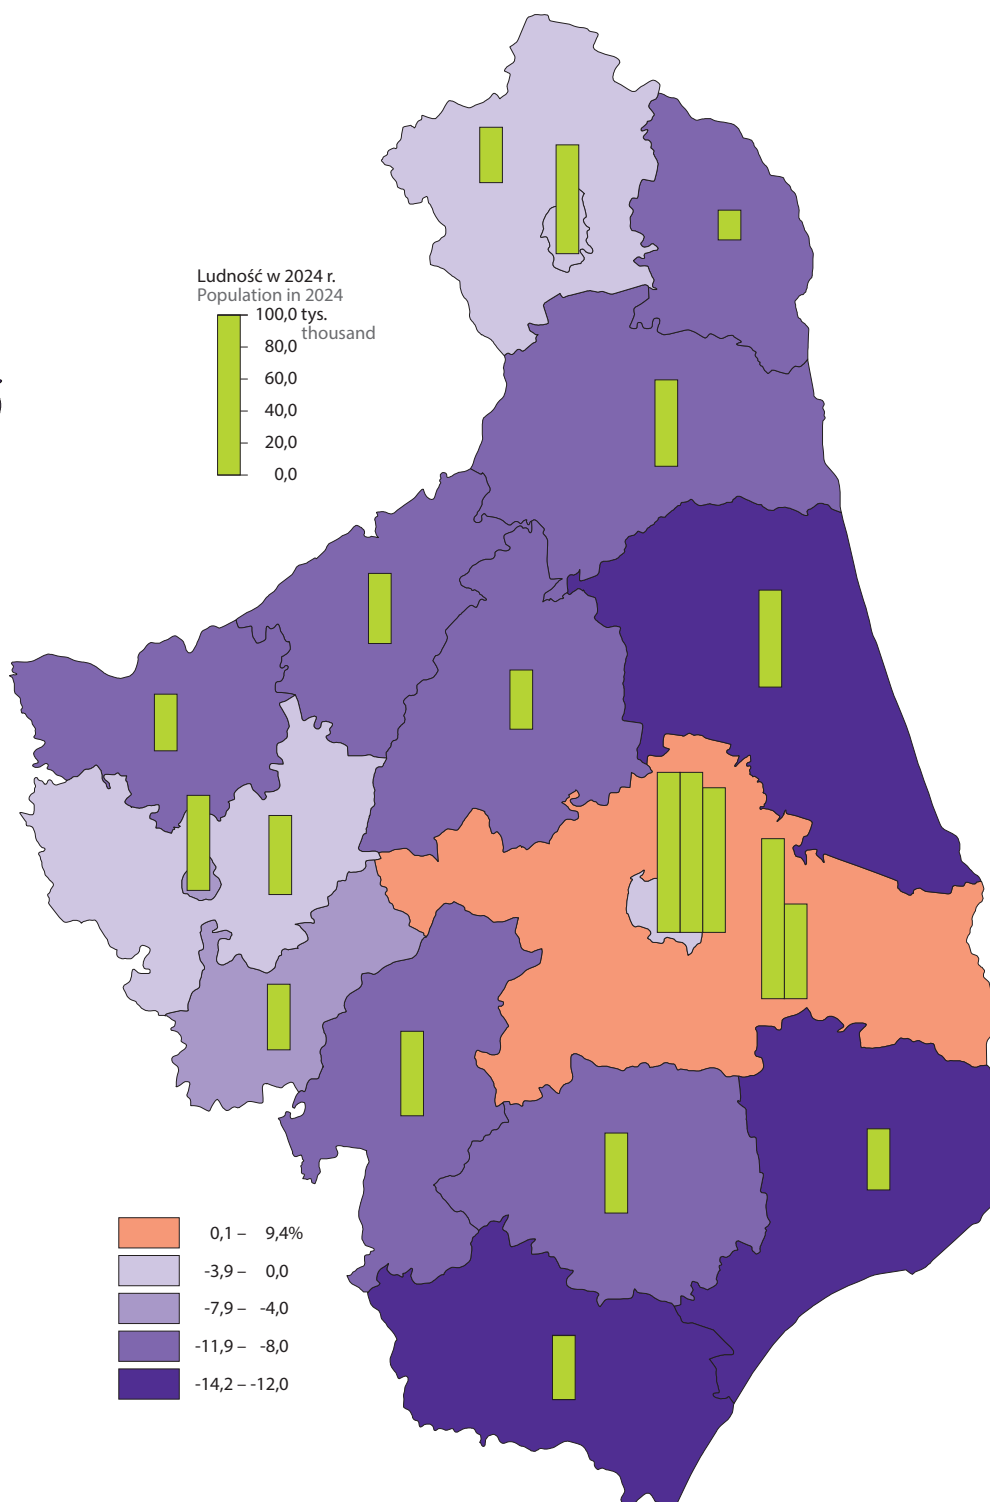 Ludność w 2024 r.
Population in 2024
100,0 tys.
thousand
80,0
60,0
40,0
20,0
0,0
0,1 – 9,4%
-3,9 – 0,0
-7,9 – -4,0
-11,9 – -8,0
-14,2 – -12,0